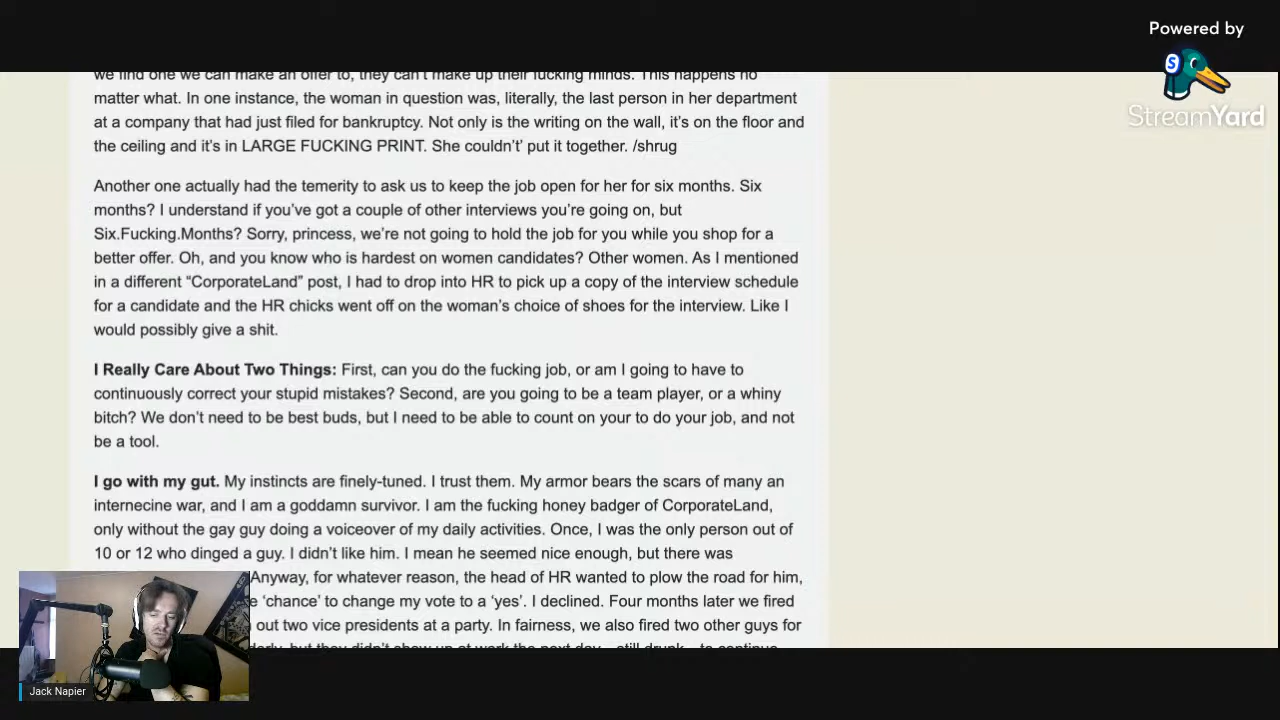 Powered by
StreamYard
we find one we can make an offer to, they can't make up their fucking minds. This happens no
matter what. In one instance, the woman in question was, literally, the last person in her department
at a company that had just filed for bankruptcy. Not only is the writing on the wall, it's on the floor and
the ceiling and it's in LARGE FUCKING PRINT. She couldn't' put it together. /shrug
Another one actually had the temerity to ask us to keep the job open for her for six months. Six
months? I understand if you've got a couple of other interviews you're going on, but
Six.Fucking.Months? Sorry, princess, we're not going to hold the job for you while you shop for a
better offer. Oh, and you know who is hardest on women candidates? Other women. As I mentioned
in a different “CorporateLand” post, I had to drop into HR to pick up a copy of the interview schedule
for a candidate and the HR chicks went off on the woman's choice of shoes for the interview. Like I
would possibly give a shit.
I Really Care About Two Things: First, can you do the fucking job, or am I going to have to
continuously correct your stupid mistakes? Second, are you going to be a team player, or a whiny
bitch? We don't need to be best buds, but I need to be able to count on your to do your job, and not
be a tool.
I go with my gut. My instincts are finely-tuned. I trust them. My armor bears the scars of many an
internecine war, and I am a goddamn survivor. I am the fucking honey badger of CorporateLand,
only without the gay guy doing a voiceover of my daily activities. Once, I was the only person out of
10 or 12 who dinged a guy. I didn't like him. I mean he seemed nice enough, but there was
Anyway, for whatever reason, the head of HR wanted to plow the road for him,
‘chance’ to change my vote to a ‘yes’. I declined. Four months later we fired
out two vice presidents at a party. In fairness, we also fired two other guys for
but they didn't show up at work the next day - still drunk - to continue
Jack Napier